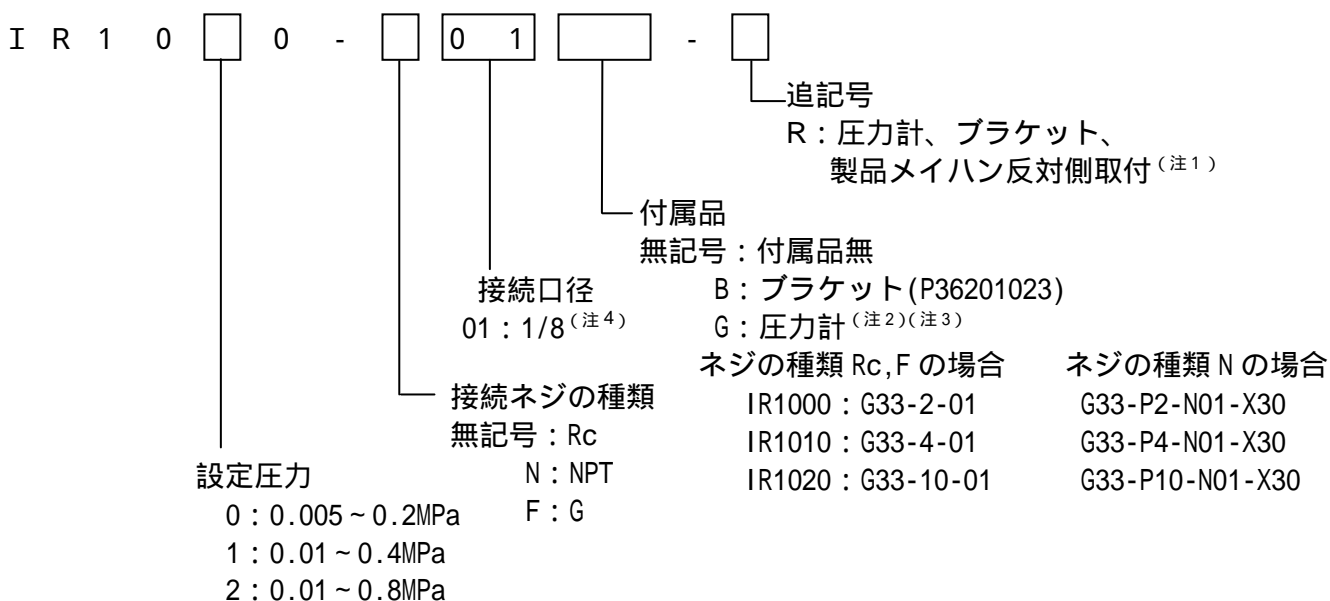 IR10□0-□01□-□
追記号
R：圧力計、ブラケット、
製品メイハン反対側取付（注1）
付属品
無記号：付属品無
B：ブラケット(P36201023)
G：圧力計（注2）（注3）
ネジの種類 Rc,F の場合 ネジの種類 N の場合
IR1000：G33-2-01 G33-P2-N01-X30
IR1010：G33-4-01 G33-P4-N01-X30
IR1020：G33-10-01 G33-P10-N01-X30
接続口径
01：1/8（注4）
接続ネジの種類
無記号：Rc
N：NPT
F：G
設定圧力
0：0.005～0.2MPa
1：0.01～0.4MPa
2：0.01～0.8MPa